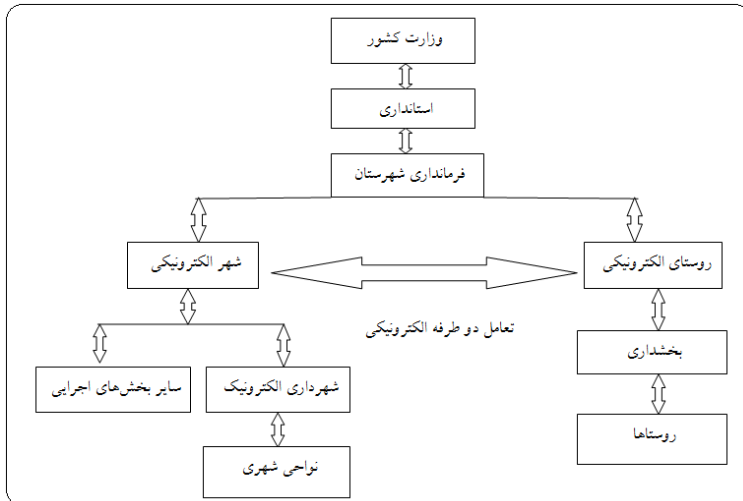 وزارت کشور
استانداری
فرمانداری شهرستان
روستای الکترونیکی
شهر الکترونیکی
تعامل دو طرفه الکترونیکی
بخشداری
شهرداری الکترونیک
سایر بخش‌های اجرایی
روستاها
نواحی شهری